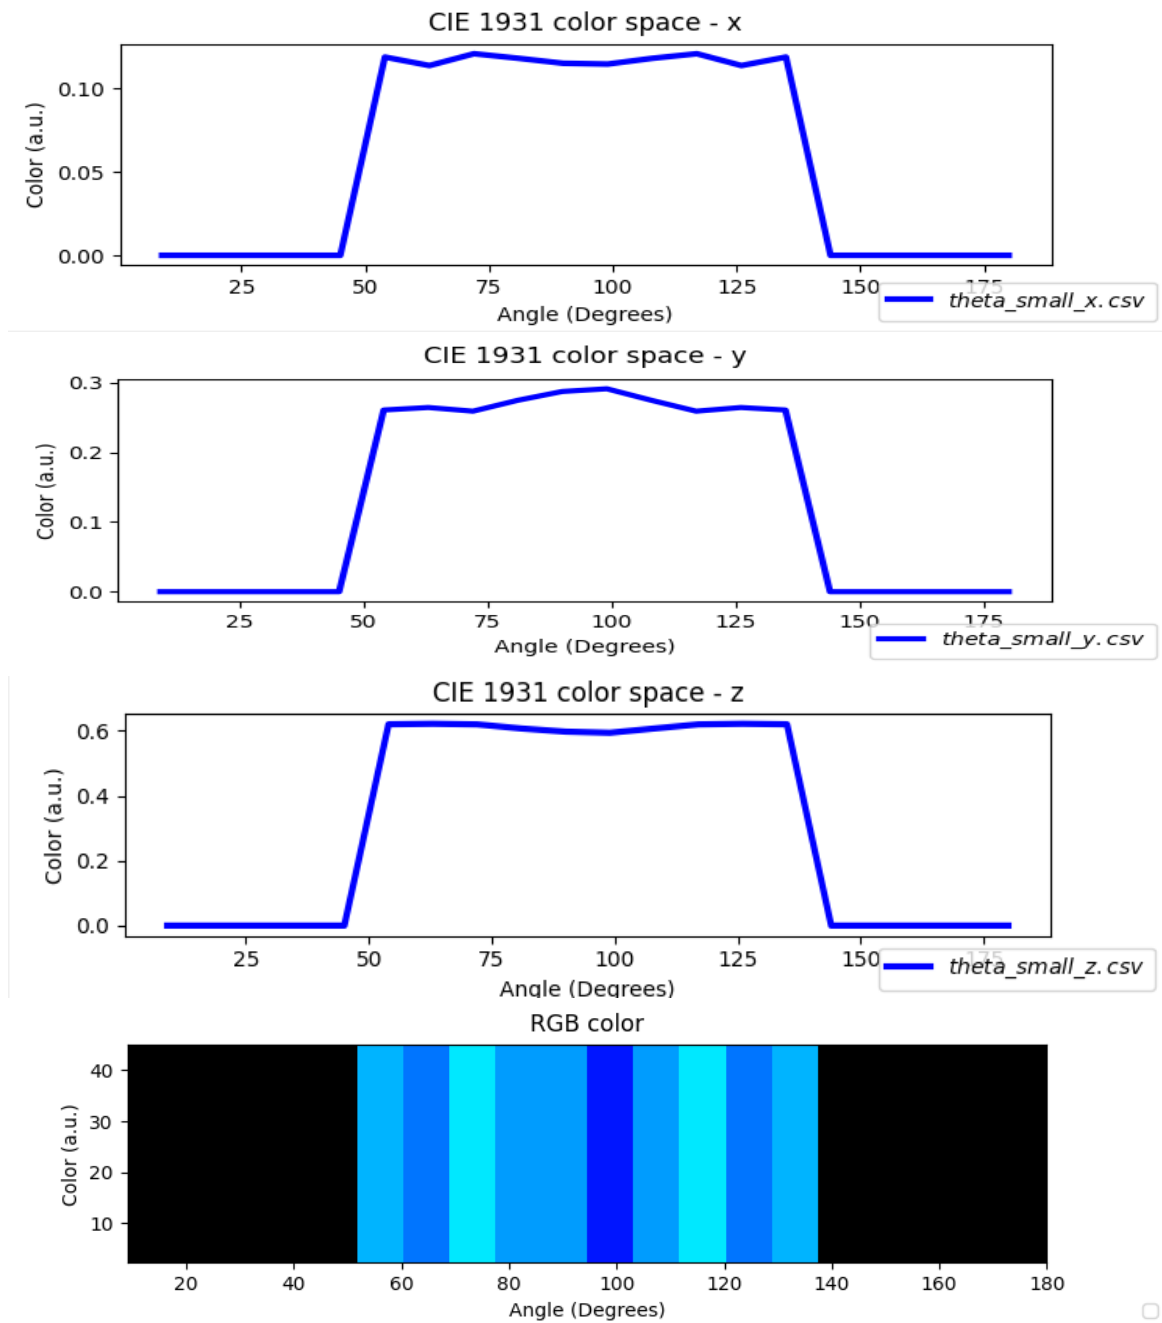 CIE 1931 color space - x
Color (a.u.)
0.10
0.05
0.00
25 50 75 100 125 150 175
Angle (Degrees)
theta_small_x.csv
CIE 1931 color space - y
Color (a.u.)
0.3
0.2
0.1
0.0
25 50 75 100 125 150 175
Angle (Degrees)
theta_small_y.csv
CIE 1931 color space - z
Color (a.u.)
0.6
0.4
0.2
0.0
25 50 75 100 125 150 175
Angle (Degrees)
theta_small_z.csv
RGB color
Color (a.u.)
40
30
20
10
20 40 60 80 100 120 140 160 180
Angle (Degrees)